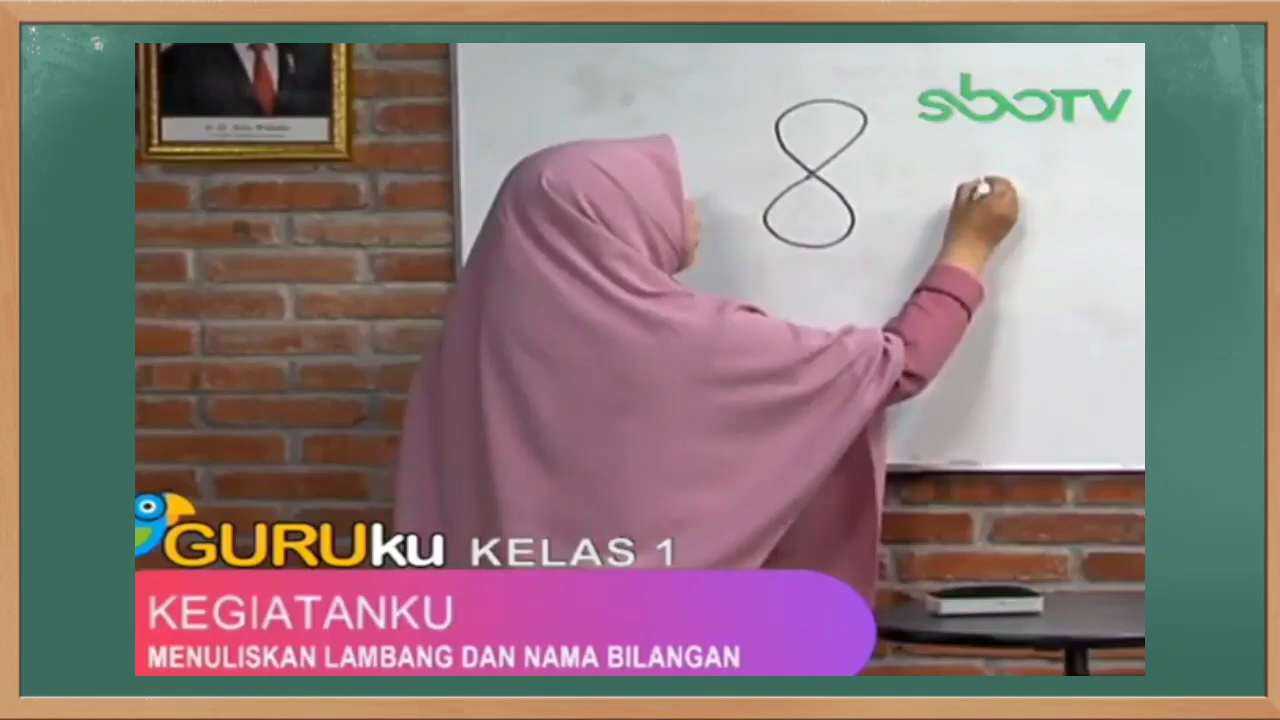 8
sboTV
GURUku KELAS 1
KEGIATANKU
MENULISKAN LAMBANG DAN NAMA BILANGAN